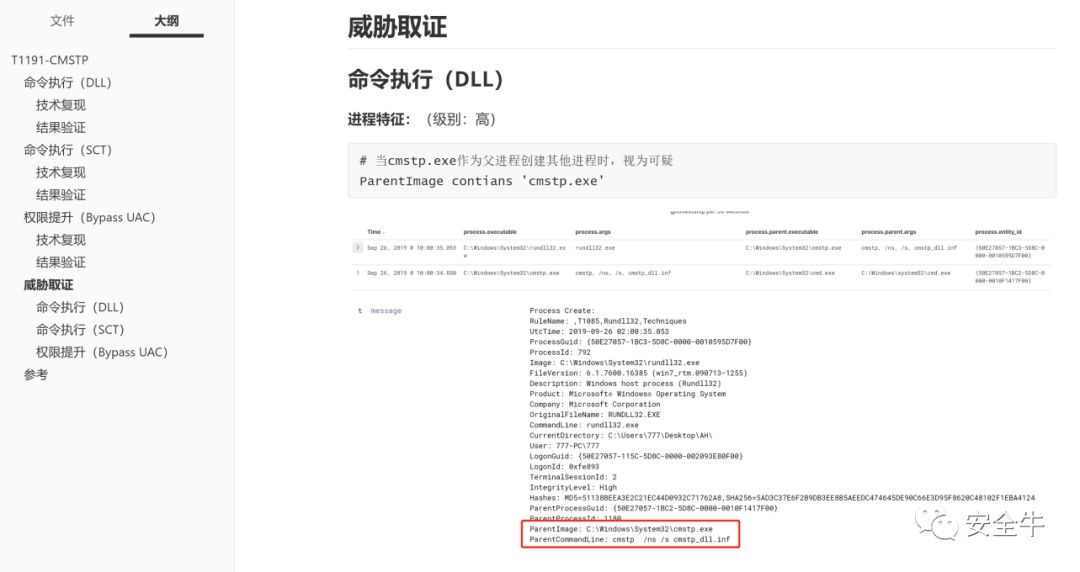 文件
大纲
T1191-CMSTP
命令执行（DLL）
技术复现
结果验证
命令执行（SCT）
技术复现
结果验证
权限提升（Bypass UAC）
技术复现
结果验证
威胁取证
命令执行（DLL）
命令执行（SCT）
权限提升（Bypass UAC）
参考
威胁取证
命令执行（DLL）
进程特征：（级别：高）
# 当cmstp.exe作为父进程创建其他进程时，视为可疑
ParentImage contians 'cmstp.exe'
Time process.executable process.args process.parent.executable process.parent.args process.entity_id
Sep 26, 2019 @ 10:00:35.053 C:\Windows\System32\rundll32.exe rundll32.exe C:\Windows\System32\cmstp.exe cmstp, /ns, /s, cmstp_dll.inf {50E27057-1BC3-5D8C-0000-0010595D7F00}
Sep 26, 2019 @ 10:00:34.850 C:\Windows\System32\cmstp.exe cmstp, /ns, /s, cmstp_dll.inf C:\Windows\System32\cmd.exe C:\Windows\system32\cmd.exe {50E27057-1BC2-5D8C-0000-0010F1417F00}
t message
Process Create:
RuleName: ,T1085,Rundll32,Techniques
UtcTime: 2019-09-26 02:00:35.053
ProcessGuid: {50E27057-1BC3-5D8C-0000-0010595D7F00}
ProcessId: 792
Image: C:\Windows\System32\rundll32.exe
FileVersion: 6.1.7600.16385 (win7_rtm.090713-1255)
Description: Windows host process (Rundll32)
Product: Microsoft® Windows® Operating System
Company: Microsoft Corporation
OriginalFileName: RUNDLL32.EXE
CommandLine: rundll32.exe
CurrentDirectory: C:\Users\777\Desktop\AH\
User: 777-PC\777
LogonGuid: {50E27057-115C-5D8C-0000-002093E80F00}
LogonId: 0xfe893
TerminalSessionId: 2
IntegrityLevel: High
Hashes: MD5=51138BEEA3E2C21EC44D0932C71762A8,SHA256=5AD3C37E6F2B9DB3EE8B5AEEDC474645DE90C66E3D95F8620C48102F1EBA4124
ParentProcessGuid: {50E27057-1BC2-5D8C-0000-0010F1417F00}
ParentProcessId: 1180
ParentImage: C:\Windows\System32\cmstp.exe
ParentCommandLine: cmstp /ns /s cmstp_dll.inf
安全牛